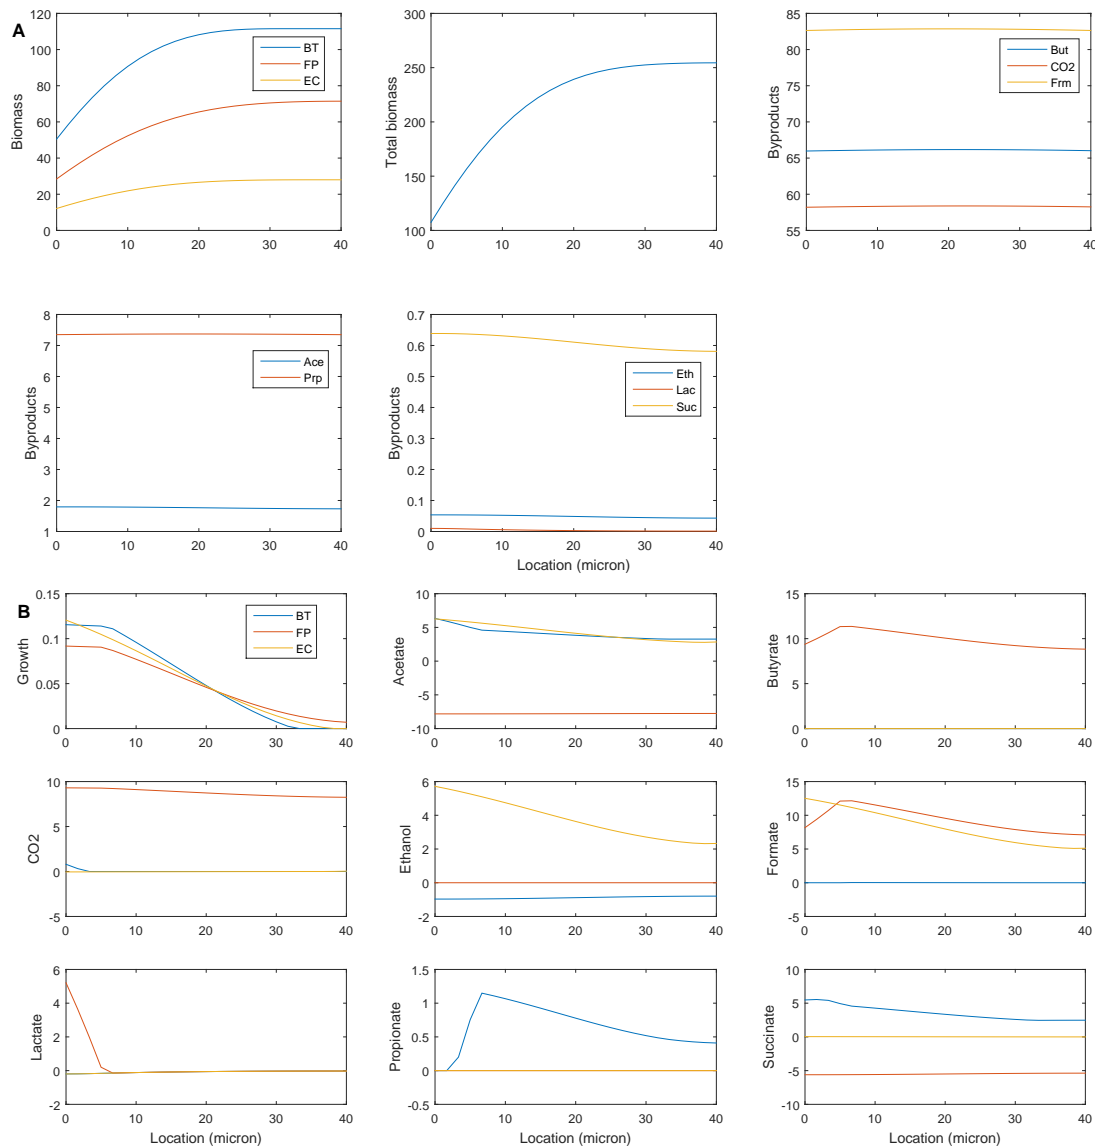 A
Biomass
120
100
80
60
40
20
0
0 10 20 30 40
BT
FP
EC
Total biomass
300
250
200
150
100
0 10 20 30 40
Byproducts
85
80
75
70
65
60
55
0 10 20 30 40
But
CO2
Frm
Byproducts
8
7
6
5
4
3
2
1
0 10 20 30 40
Ace
Prp
Byproducts
0.7
0.6
0.5
0.4
0.3
0.2
0.1
0
0 10 20 30 40
Location (micron)
Eth
Lac
Suc
B
Growth
0.15
0.1
0.05
0
0 10 20 30 40
BT
FP
EC
Acetate
10
5
0
-5
-10
0 10 20 30 40
Butyrate
15
10
5
0
0 10 20 30 40
CO2
10
5
0
-5
0 10 20 30 40
Ethanol
6
4
2
0
-2
0 10 20 30 40
Formate
15
10
5
0
-5
0 10 20 30 40
Lactate
6
4
2
0
-2
0 10 20 30 40
Location (micron)
Propionate
1.5
1
0.5
0
-0.5
0 10 20 30 40
Location (micron)
Succinate
10
5
0
-5
-10
0 10 20 30 40
Location (micron)